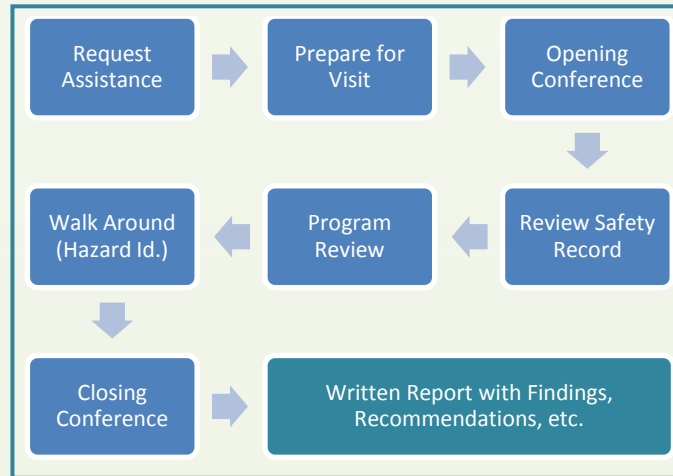 Request
Assistance
Prepare for
Visit
Opening
Conference
Review Safety
Record
Program
Review
Walk Around
(Hazard Id.)
Closing
Conference
Written Report with Findings,
Recommendations, etc.